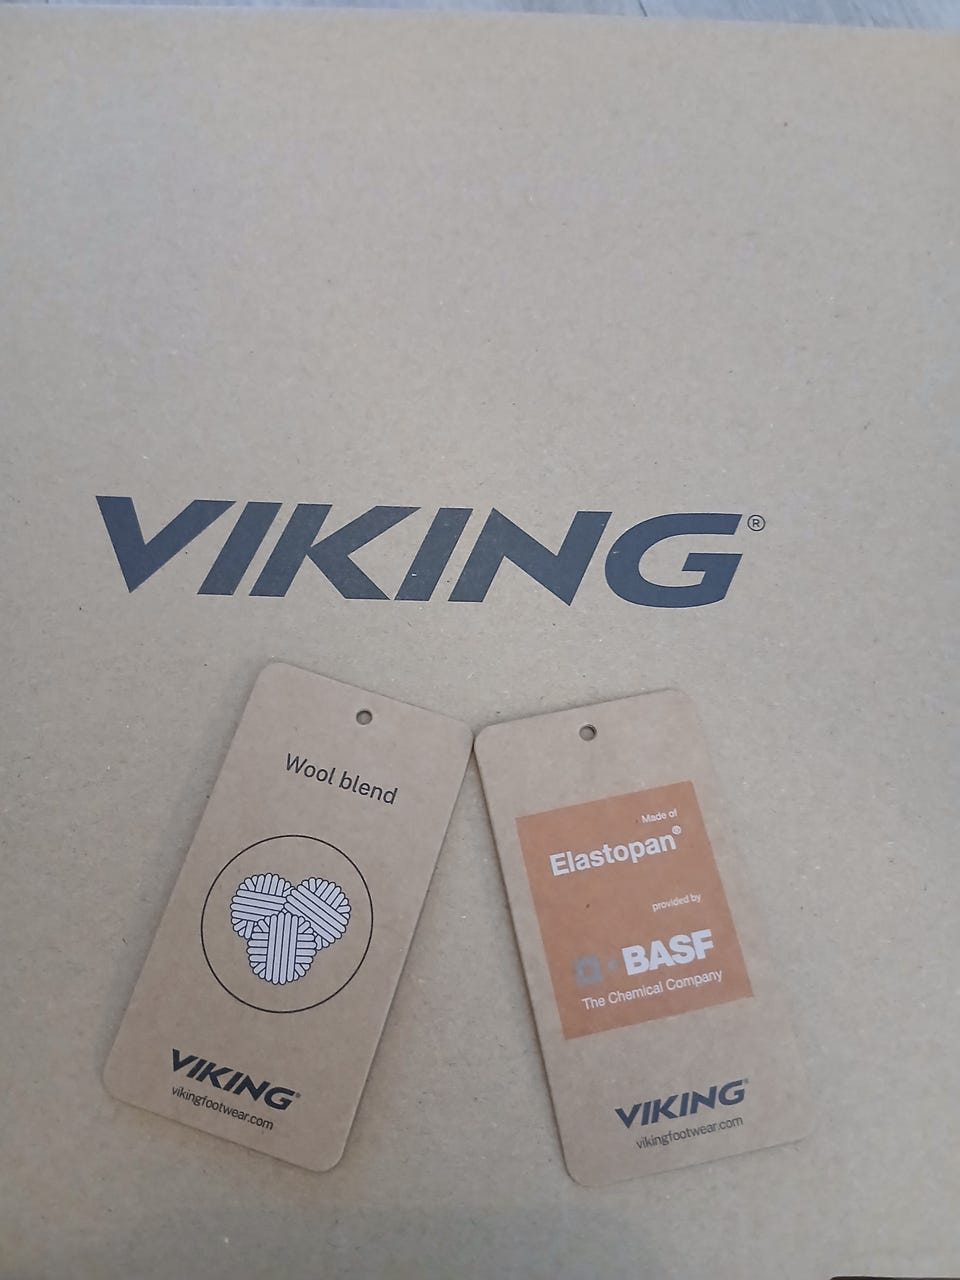 VIKING®
Wool blend
VIKING®
vikingfootwear.com
Made of
Elastopan®
provided by
BASF
The Chemical Company
VIKING®
vikingfootwear.com